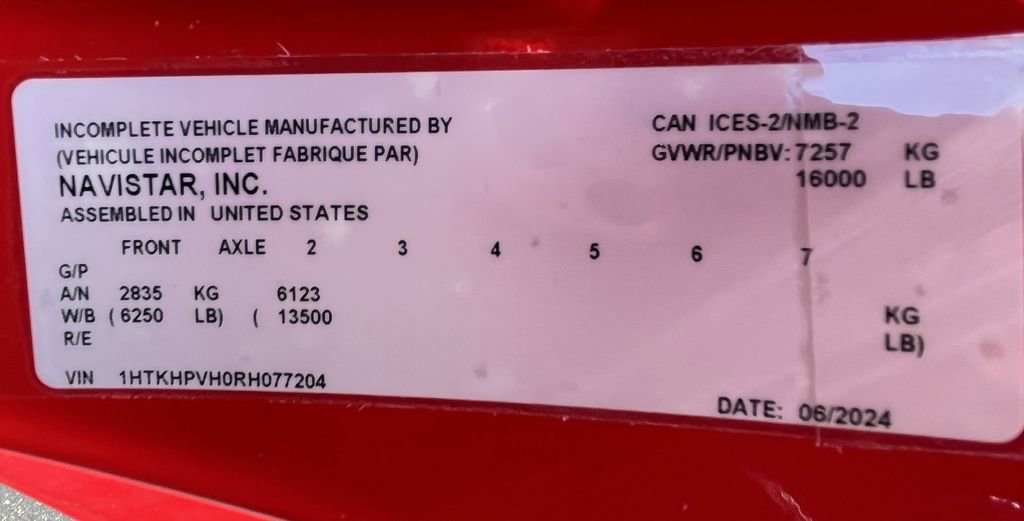 INCOMPLETE VEHICLE MANUFACTURED BY
(VEHICULE INCOMPLET FABRIQUE PAR)
NAVISTAR, INC.
ASSEMBLED IN UNITED STATES
CAN ICES-2/NMB-2
GVWR/PNBV: 7257 KG
16000 LB
FRONT AXLE 2 3 4 5 6 7
G/P
A/N 2835 KG 6123 KG
W/B ( 6250 LB) ( 13500 LB)
R/E
VIN 1HTKHPVH0RH077204
DATE: 06/2024